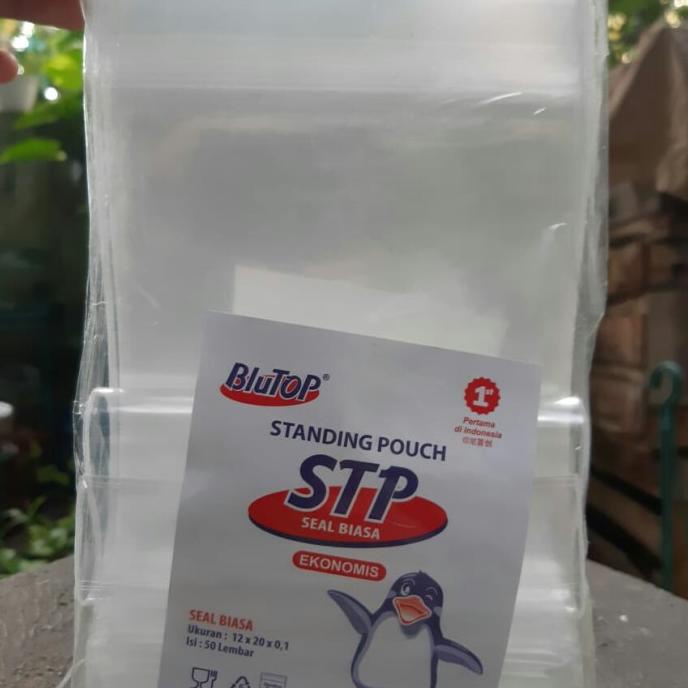 BluTOP®
1st
Pertama
di Indonesia
STANDING POUCH
STP
SEAL BIASA
EKONOMIS
SEAL BIASA
Ukuran : 12 x 20 x 0,1
Isi : 50 Lembar